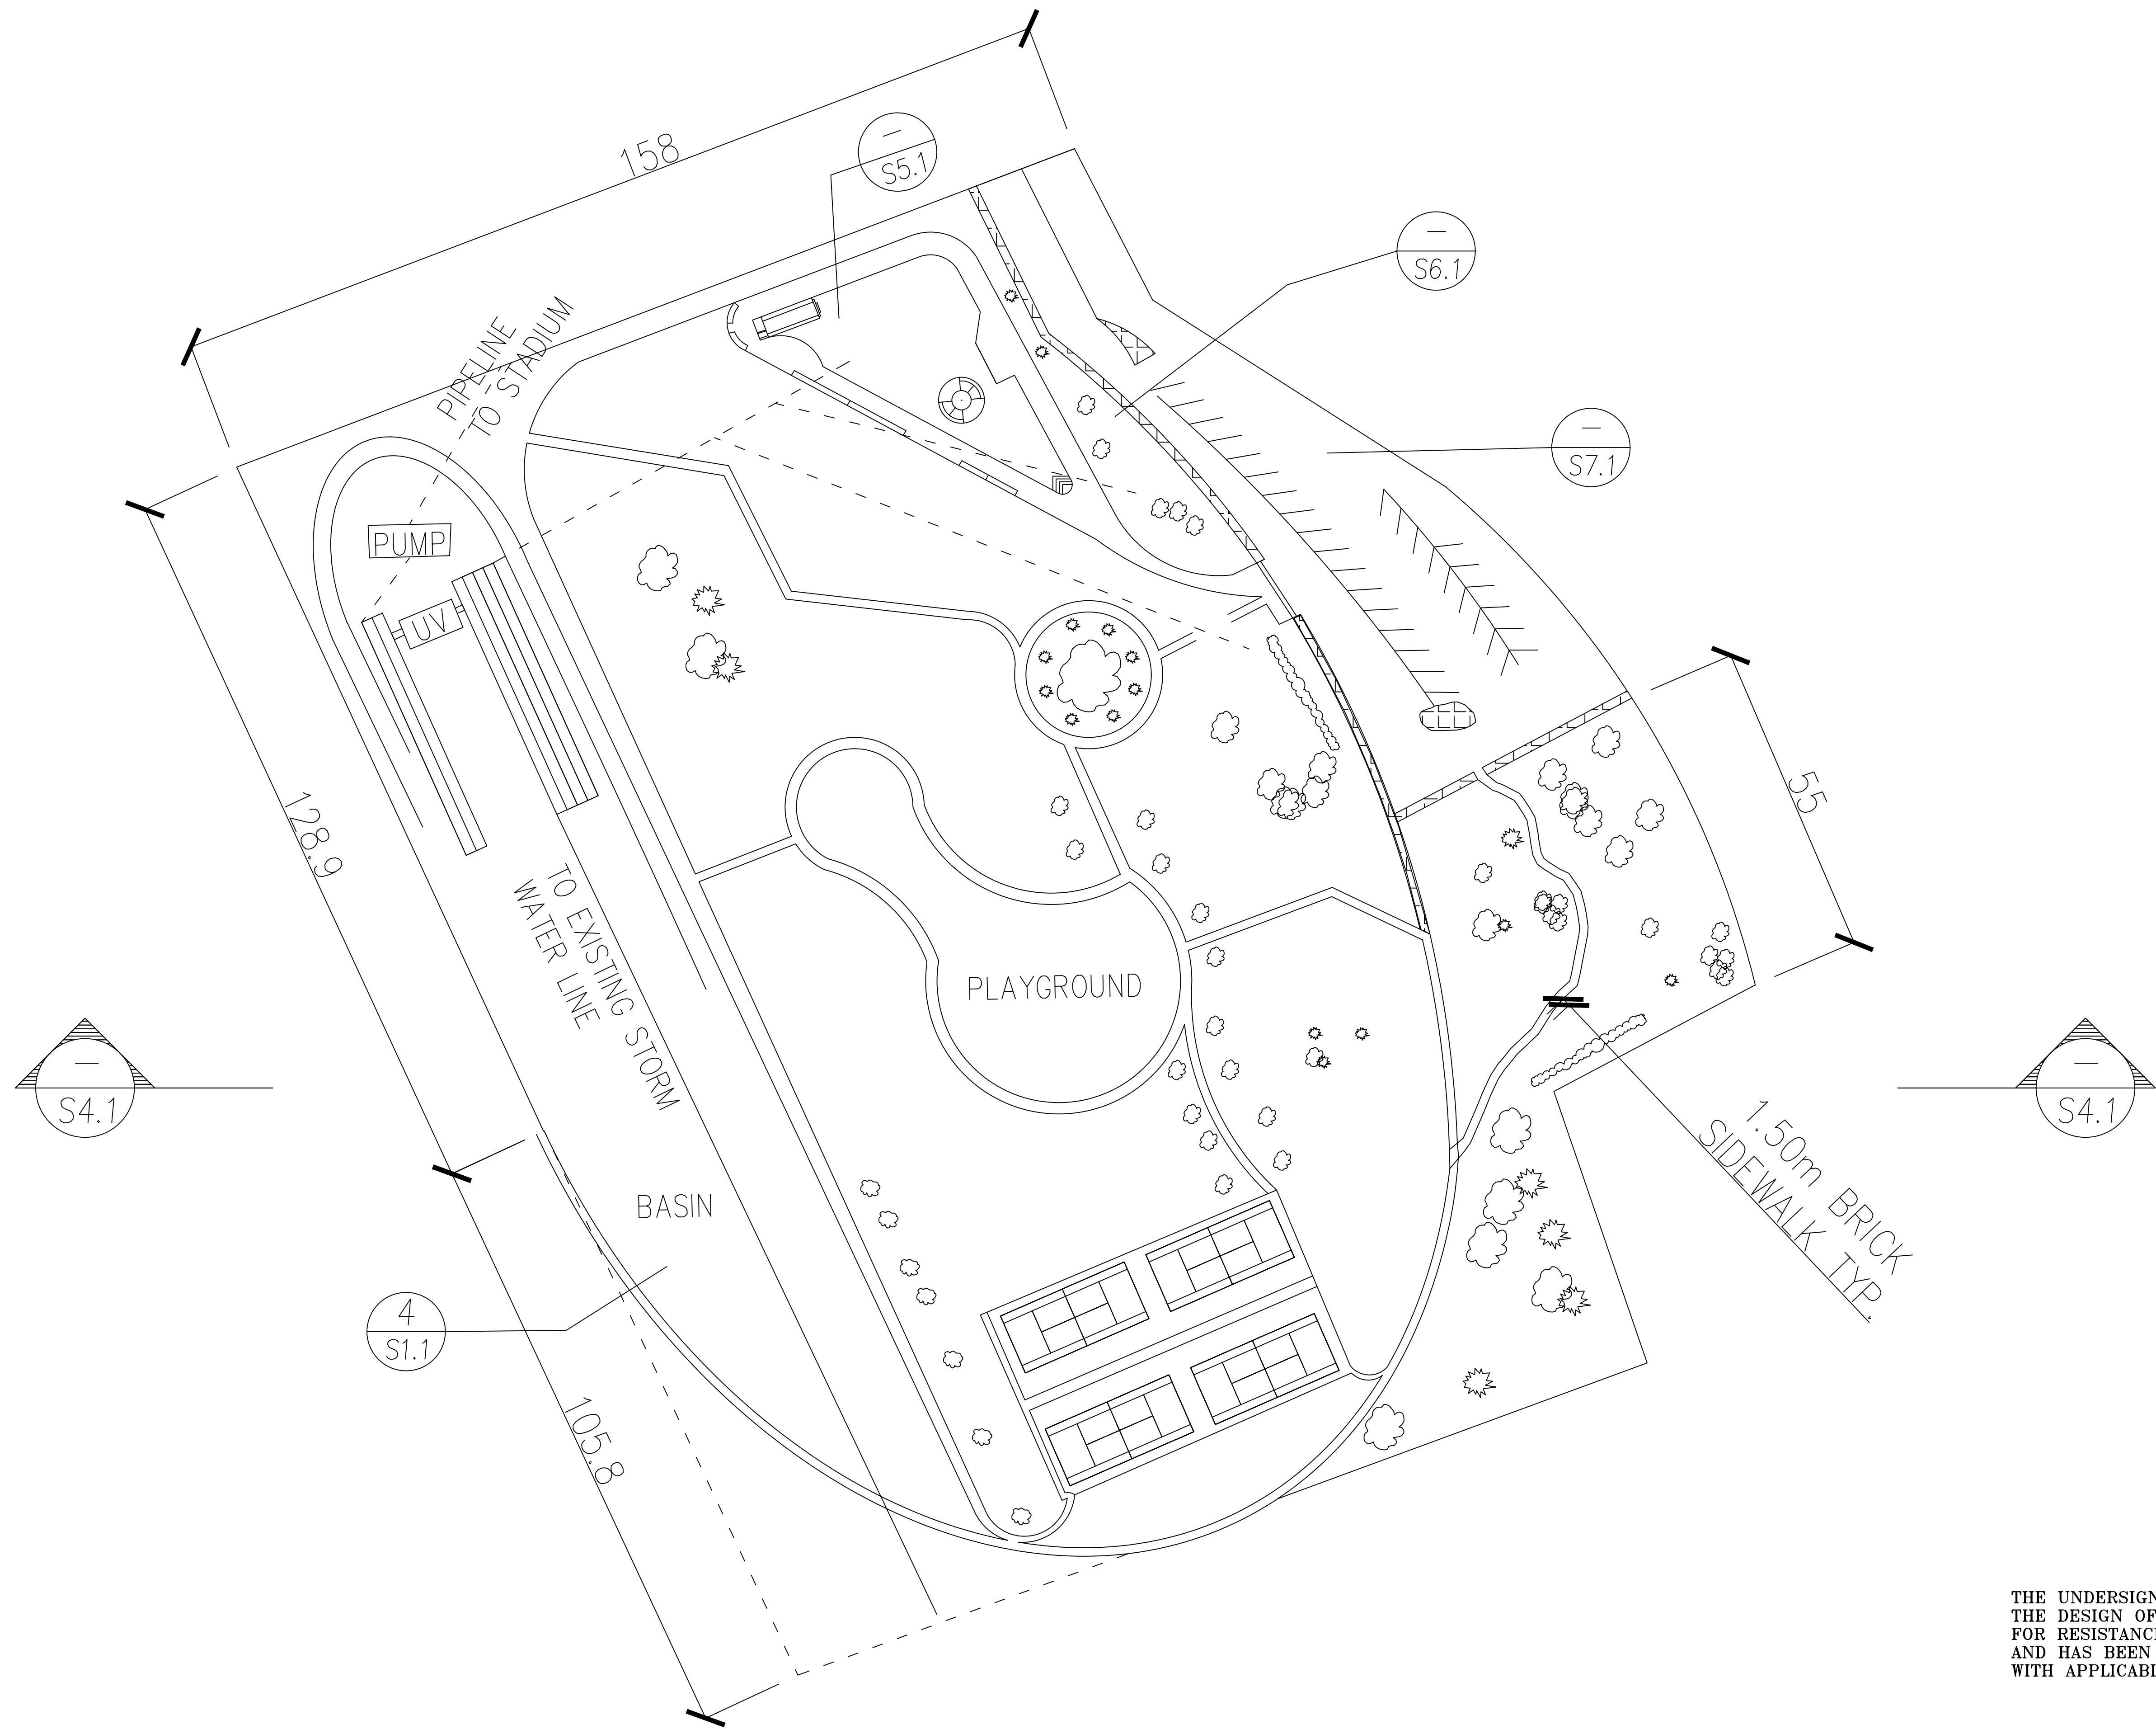 158
—
S5.1
—
S6.1
PIPELINE
TO STADIUM
—
S7.1
PUMP
UV
128.9
55
TO EXISTING STORM
WATER LINE
PLAYGROUND
—
S4.1
—
S4.1
1.50m BRICK
SIDEWALK TYP.
BASIN
4
S1.1
105.8
THE UNDERSIGN
THE DESIGN OF
FOR RESISTANC
AND HAS BEEN
WITH APPLICABL